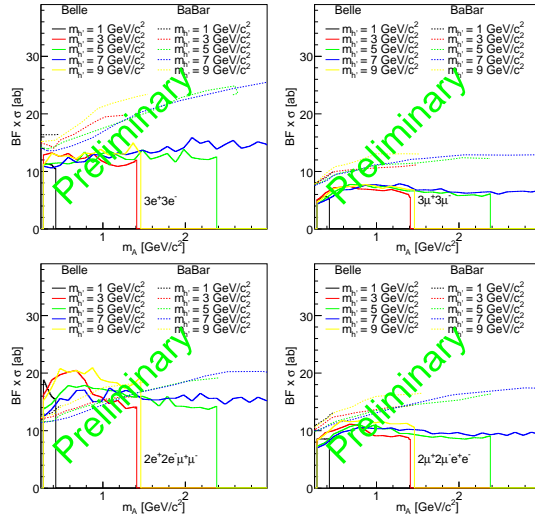 Belle BaBar
m_h' = 1 GeV/c² m_h' = 1 GeV/c²
m_h' = 3 GeV/c² m_h' = 3 GeV/c²
m_h' = 5 GeV/c² m_h' = 5 GeV/c²
m_h' = 7 GeV/c² m_h' = 7 GeV/c²
m_h' = 9 GeV/c² m_h' = 9 GeV/c²
BF x σ [ab]
30
20
10
0
Preliminary
3e⁺3e⁻
1 2
m_A [GeV/c²]
Belle BaBar
m_h' = 1 GeV/c² m_h' = 1 GeV/c²
m_h' = 3 GeV/c² m_h' = 3 GeV/c²
m_h' = 5 GeV/c² m_h' = 5 GeV/c²
m_h' = 7 GeV/c² m_h' = 7 GeV/c²
m_h' = 9 GeV/c² m_h' = 9 GeV/c²
BF x σ [ab]
30
20
10
0
Preliminary
3μ⁺3μ⁻
1 2
m_A [GeV/c²]
Belle BaBar
m_h' = 1 GeV/c² m_h' = 1 GeV/c²
m_h' = 3 GeV/c² m_h' = 3 GeV/c²
m_h' = 5 GeV/c² m_h' = 5 GeV/c²
m_h' = 7 GeV/c² m_h' = 7 GeV/c²
m_h' = 9 GeV/c² m_h' = 9 GeV/c²
BF x σ [ab]
30
20
10
0
Preliminary
2e⁺2e⁻μ⁺μ⁻
1 2
m_A [GeV/c²]
Belle BaBar
m_h' = 1 GeV/c² m_h' = 1 GeV/c²
m_h' = 3 GeV/c² m_h' = 3 GeV/c²
m_h' = 5 GeV/c² m_h' = 5 GeV/c²
m_h' = 7 GeV/c² m_h' = 7 GeV/c²
m_h' = 9 GeV/c² m_h' = 9 GeV/c²
BF x σ [ab]
30
20
10
0
Preliminary
2μ⁺2μ⁻e⁺e⁻
1 2
m_A [GeV/c²]